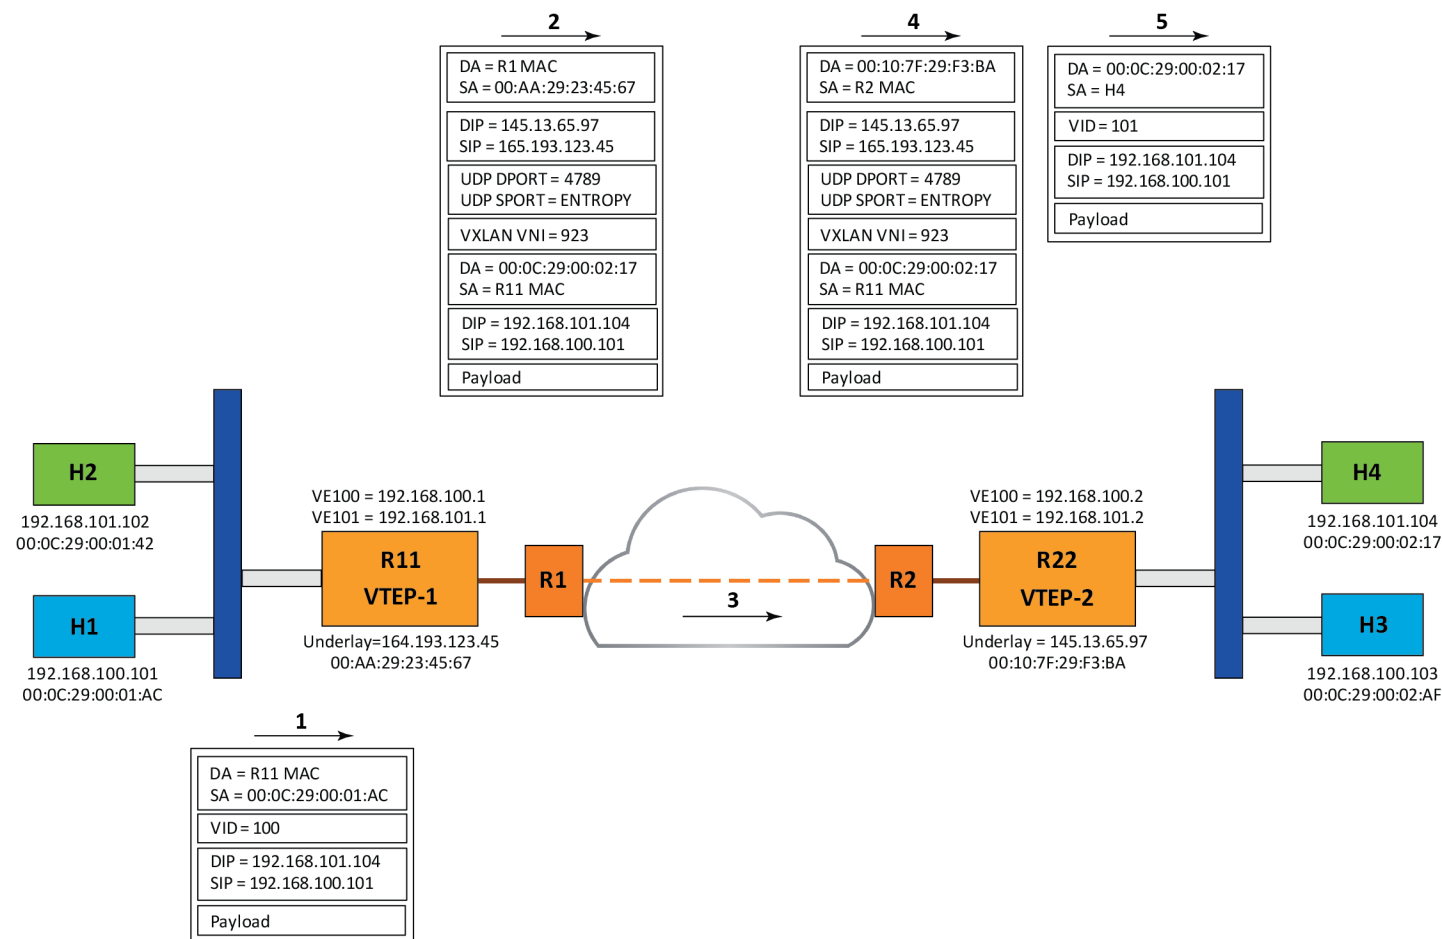 2
DA = R1 MAC
SA = 00:AA:29:23:45:67
DIP = 145.13.65.97
SIP = 165.193.123.45
UDP DPORT = 4789
UDP SPORT = ENTROPY
VXLAN VNI = 923
DA = 00:0C:29:00:02:17
SA = R11 MAC
DIP = 192.168.101.104
SIP = 192.168.100.101
Payload
4
DA = 00:10:7F:29:F3:BA
SA = R2 MAC
DIP = 145.13.65.97
SIP = 165.193.123.45
UDP DPORT = 4789
UDP SPORT = ENTROPY
VXLAN VNI = 923
DA = 00:0C:29:00:02:17
SA = R11 MAC
DIP = 192.168.101.104
SIP = 192.168.100.101
Payload
5
DA = 00:0C:29:00:02:17
SA = H4
VID = 101
DIP = 192.168.101.104
SIP = 192.168.100.101
Payload
H2
192.168.101.102
00:0C:29:00:01:42
H1
192.168.100.101
00:0C:29:00:01:AC
VE100 = 192.168.100.1
VE101 = 192.168.101.1
R11
VTEP-1
Underlay=164.193.123.45
00:AA:29:23:45:67
R1
3
R2
VE100 = 192.168.100.2
VE101 = 192.168.101.2
R22
VTEP-2
Underlay = 145.13.65.97
00:10:7F:29:F3:BA
H4
192.168.101.104
00:0C:29:00:02:17
H3
192.168.100.103
00:0C:29:00:02:AF
1
DA = R11 MAC
SA = 00:0C:29:00:01:AC
VID = 100
DIP = 192.168.101.104
SIP = 192.168.100.101
Payload